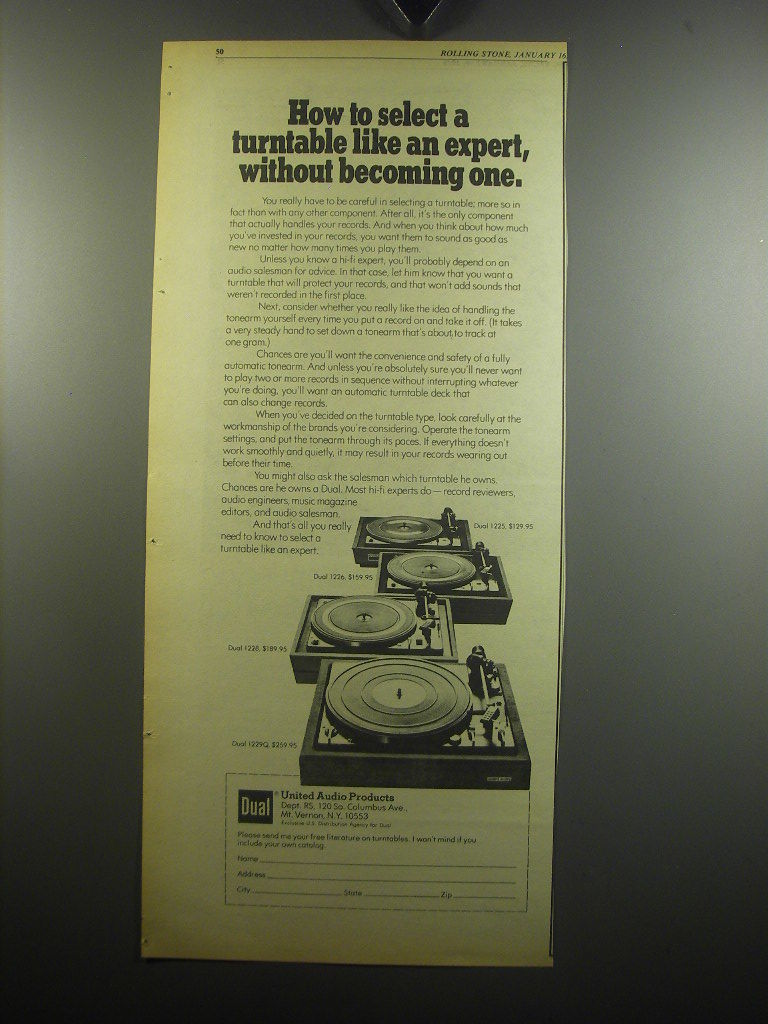 50
ROLLING STONE, JANUARY 16
How to select a
turntable like an expert,
without becoming one.
You really have to be careful in selecting a turntable; more so in
fact than with any other component. After all, it's the only component
that actually handles your records. And when you think about how much
you've invested in your records, you want them to sound as good as
new no matter how many times you play them.
Unless you know a hi-fi expert, you'll probably depend on an
audio salesman for advice. In that case, let him know that you want a
turntable that will protect your records, and that won't add sounds that
weren't recorded in the first place.
Next, consider whether you really like the idea of handling the
tonearm yourself every time you put a record on and take it off. (It takes
a very steady hand to set down a tonearm that's about to track at
one gram.)
Chances are you'll want the convenience and safety of a fully
automatic tonearm. And unless you're absolutely sure you'll never want
to play two or more records in sequence without interrupting whatever
you're doing, you'll want an automatic turntable deck that
can also change records.
When you've decided on the turntable type, look carefully at the
workmanship of the brands you're considering. Operate the tonearm
settings, and put the tonearm through its paces. If everything doesn't
work smoothly and quietly, it may result in your records wearing out
before their time.
You might also ask the salesman which turntable he owns.
Chances are he owns a Dual. Most hi-fi experts do — record reviewers,
audio engineers, music magazine
editors, and audio salesman.
And that's all you really
need to know to select a
turntable like an expert.
Dual 1225, $129.95
Dual 1226, $159.95
Dual 1228, $189.95
Dual 1229Q, $259.95
Dual®
United Audio Products
Dept. RS, 120 So. Columbus Ave.,
Mt. Vernon, N.Y. 10553
Exclusive U.S. Distribution Agency for Dual
Please send me your free literature on turntables. I won't mind if you
include your own catalog.
Name
Address
City State Zip